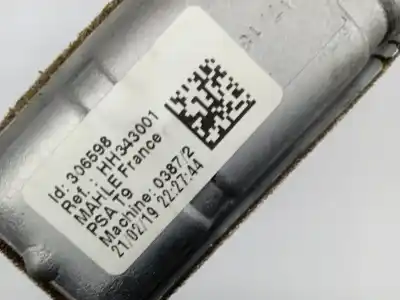 Id: 306598
Ref.: HH343001
MAHLE France
PSA T9
Machine: 0387/2
21/02/19 22:27:44